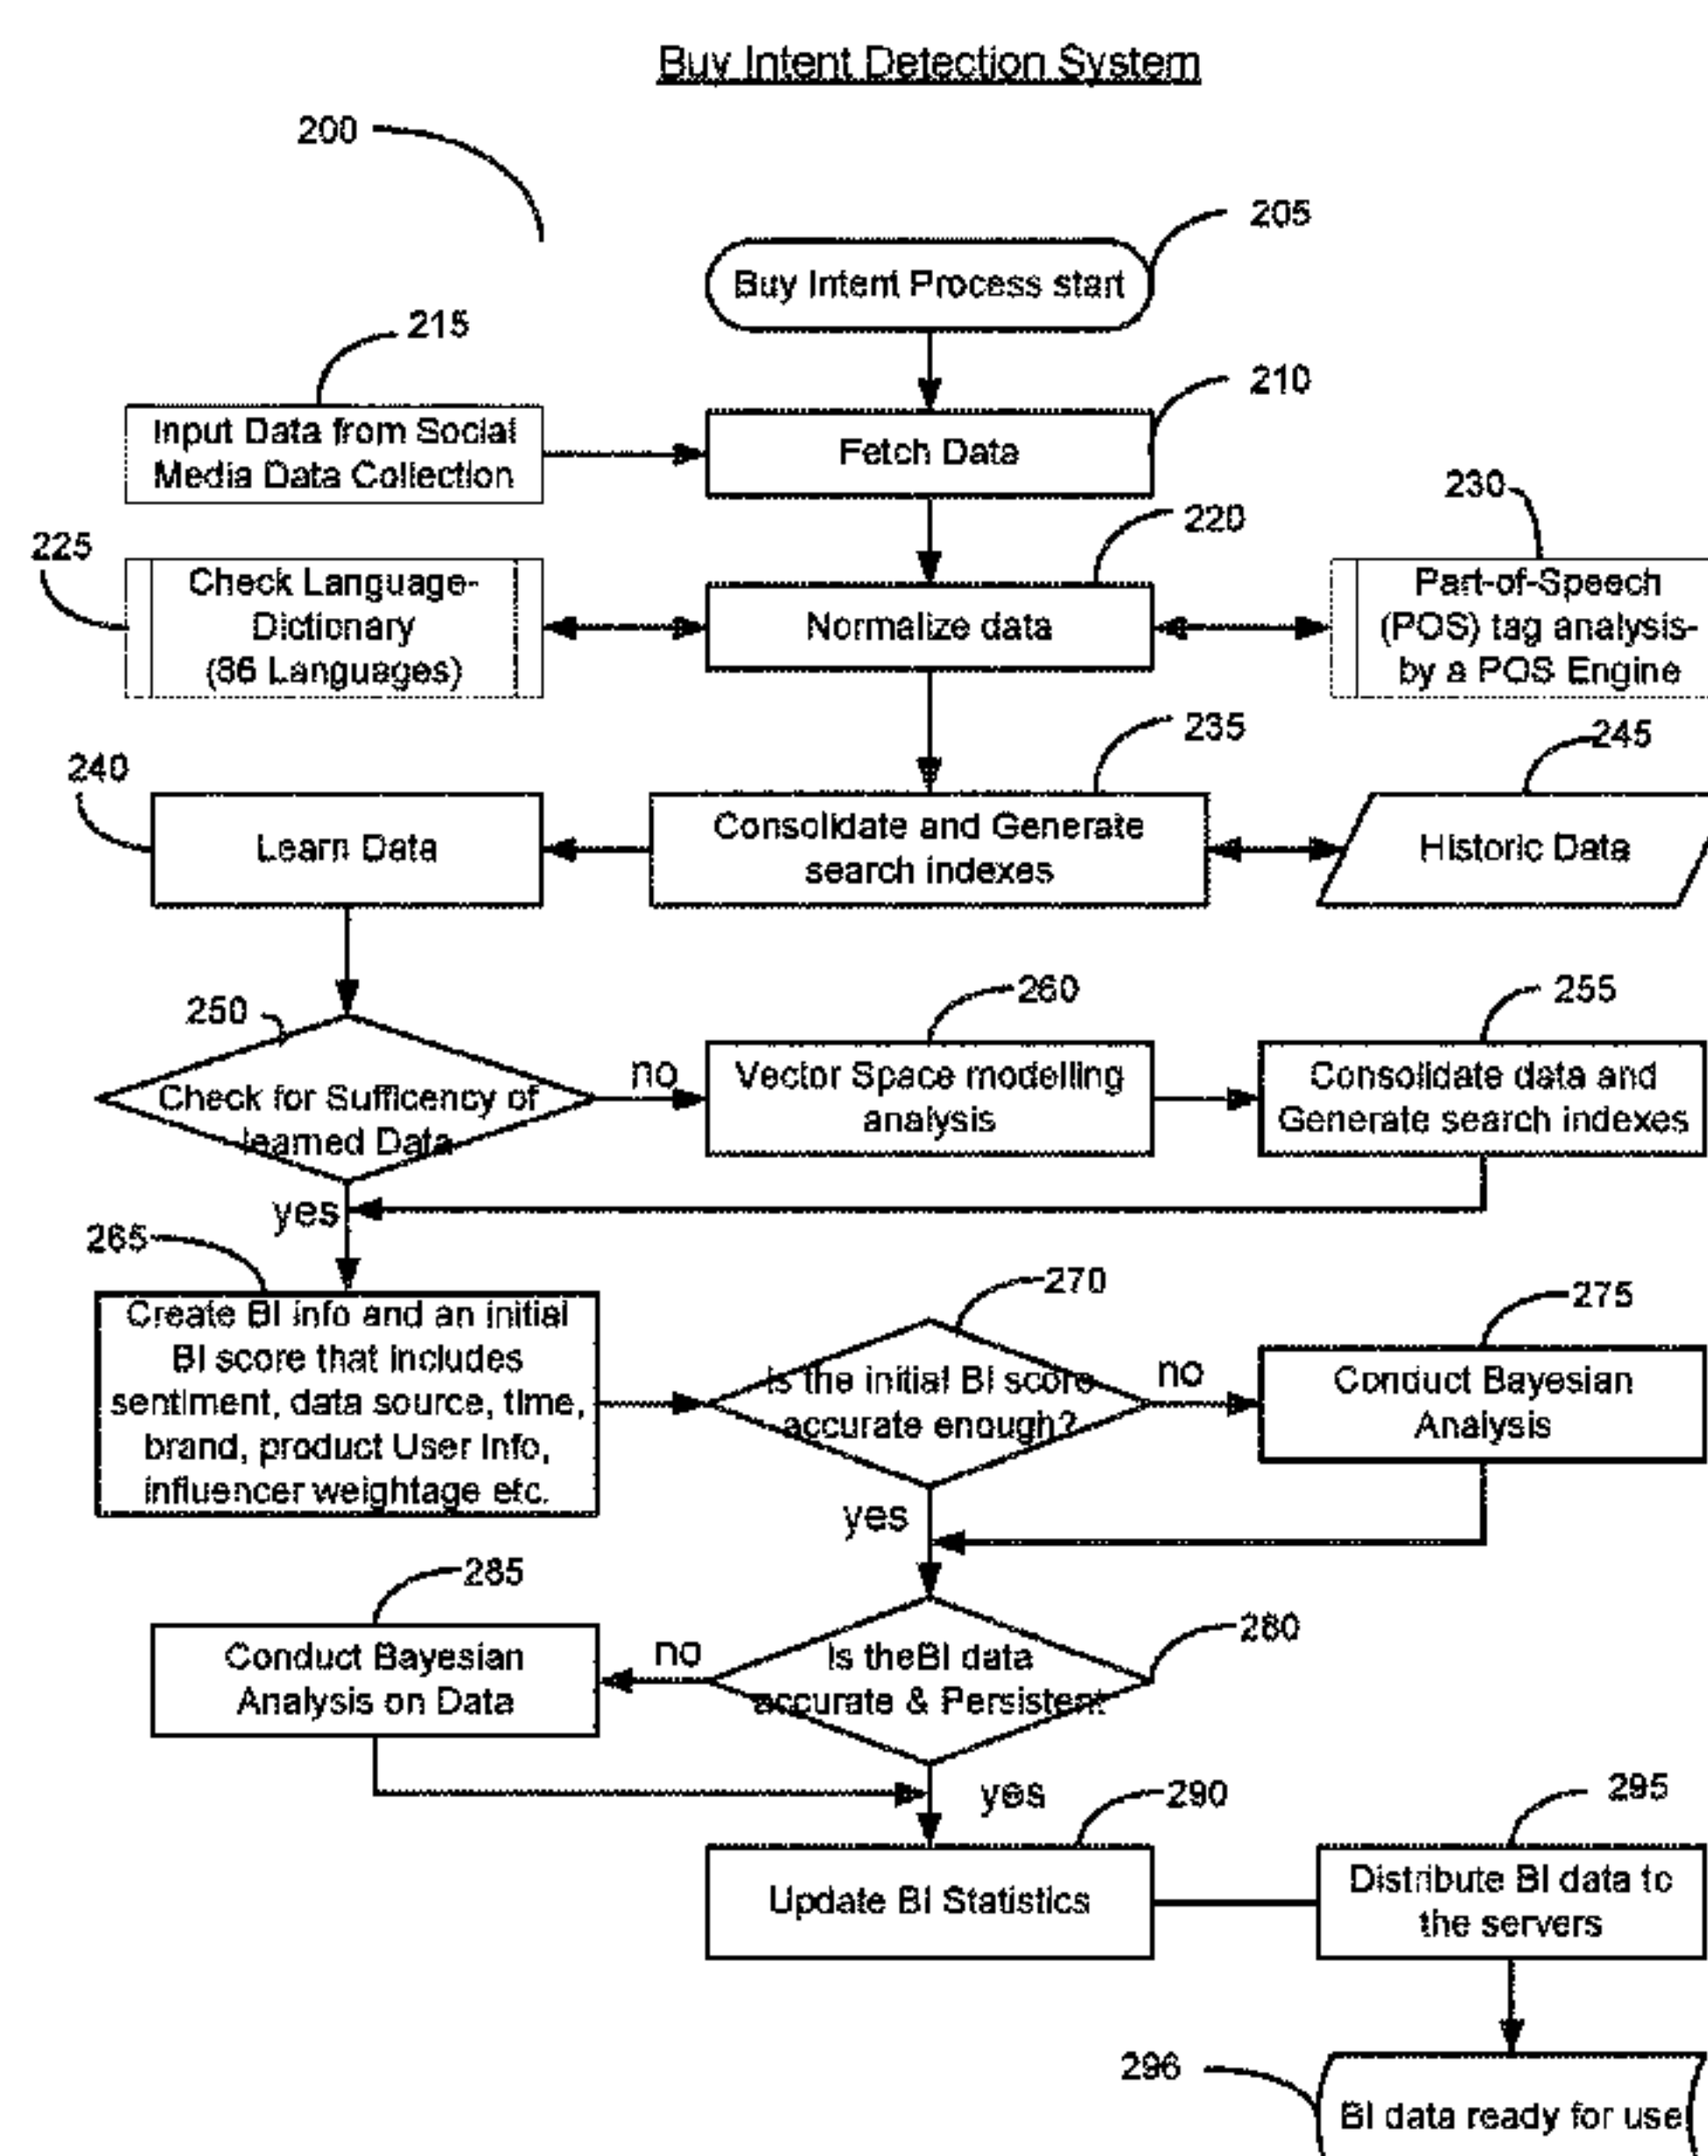 Buy Intent Detection System
200
205
Buy Intent Process start
215
210
Input Data from Social
Media Data Collection
Fetch Data
230
220
225
Check Language-
Dictionary
(86 Languages)
Normalize data
Part-of-Speech
(POS) tag analysis-
by a POS Engine
235
245
240
Learn Data
Consolidate and Generate
search indexes
Historic Data
250
260
255
Check for Sufficency of
learned Data
no
Vector Space modelling
analysis
Consolidate data and
Generate search indexes
yes
265
270
275
Create BI info and an initial
BI score that includes
sentiment, data source, time,
brand, product User Info,
influencer weightage etc.
Is the initial BI score
accurate enough?
no
Conduct Bayesian
Analysis
yes
285
280
Conduct Bayesian
Analysis on Data
no
Is theBI data
accurate & Persistent
yes
290
295
Update BI Statistics
Distribute BI data to
the servers
296
BI data ready for use